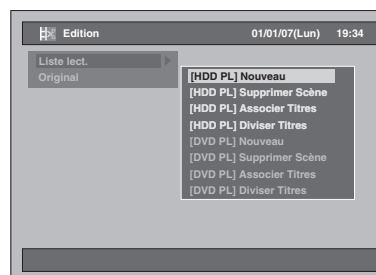 Edition 01/01/07(Lun) 19:34
Liste lect.
Original
[HDD PL] Nouveau
[HDD PL] Supprimer Scène
[HDD PL] Associer Titres
[HDD PL] Diviser Titres
[DVD PL] Nouveau
[DVD PL] Supprimer Scène
[DVD PL] Associer Titres
[DVD PL] Diviser Titres